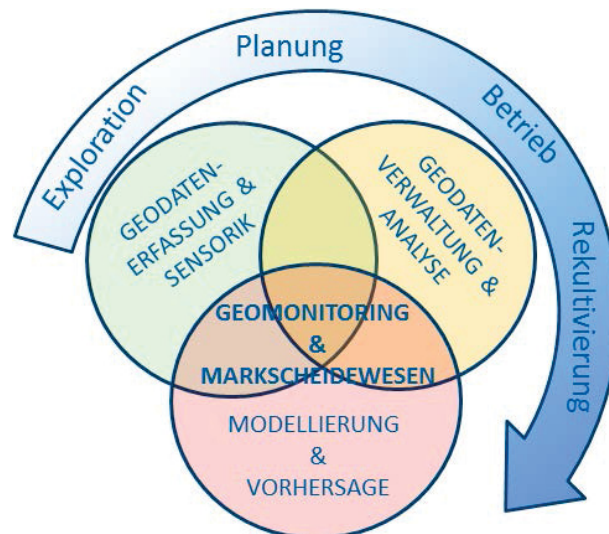 Exploration
Planung
Betrieb
Rekultivierung
GEODATEN-
ERFASSUNG &
SENSORIK
GEODATEN-
VERWALTUNG &
ANALYSE
GEOMONITORING
&
MARKSCHEIDEWESEN
MODELLIERUNG
&
VORHERSAGE